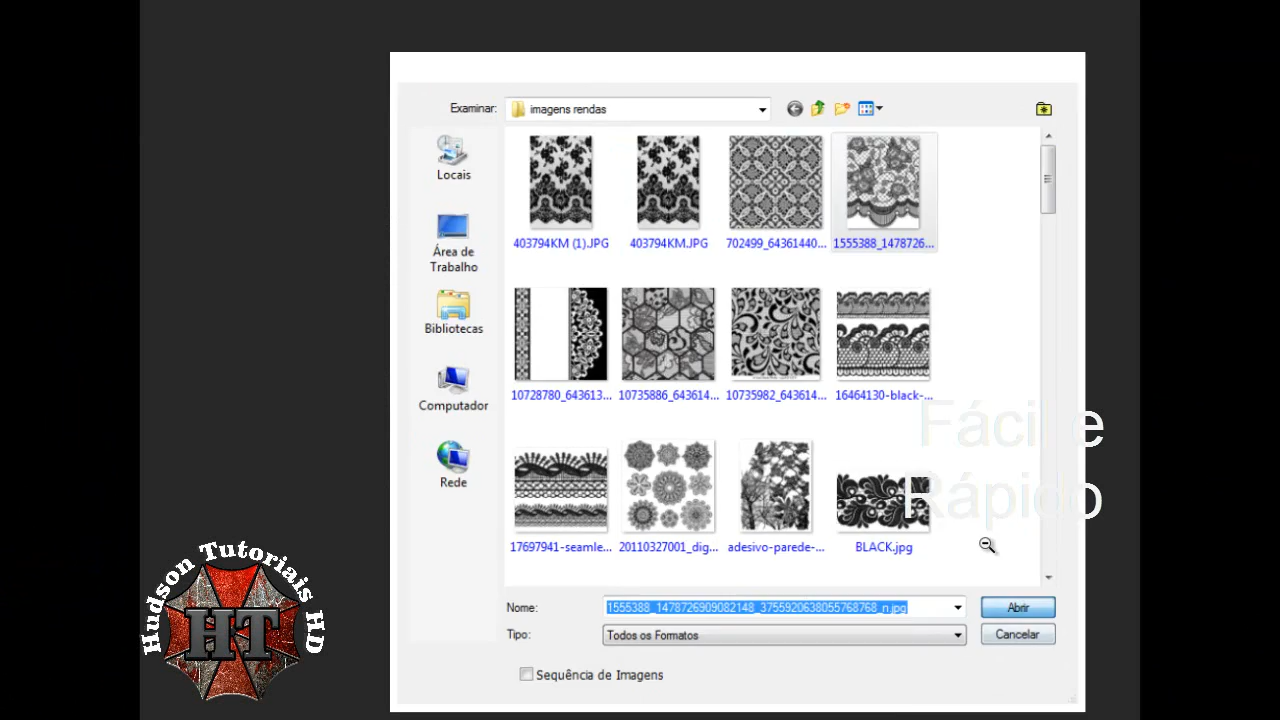 Examinar:
imagens rendas
Locais
Área de
Trabalho
Bibliotecas
Computador
Rede
403794KM (1).JPG
403794KM.JPG
702499_64361440...
1555388_1478726...
10728780_643613...
10735886_643614...
10735982_643614...
16464130-black-...
17697941-seamle...
20110327001_dig...
adesivo-parede-...
BLACK.jpg
Fácil e
Rápido
Nome:
1555388_1478726909082148_3755920638055768768_n.jpg
Abrir
Tipo:
Todos os Formatos
Cancelar
Sequência de Imagens
Hudson Tutoriais HD
HT